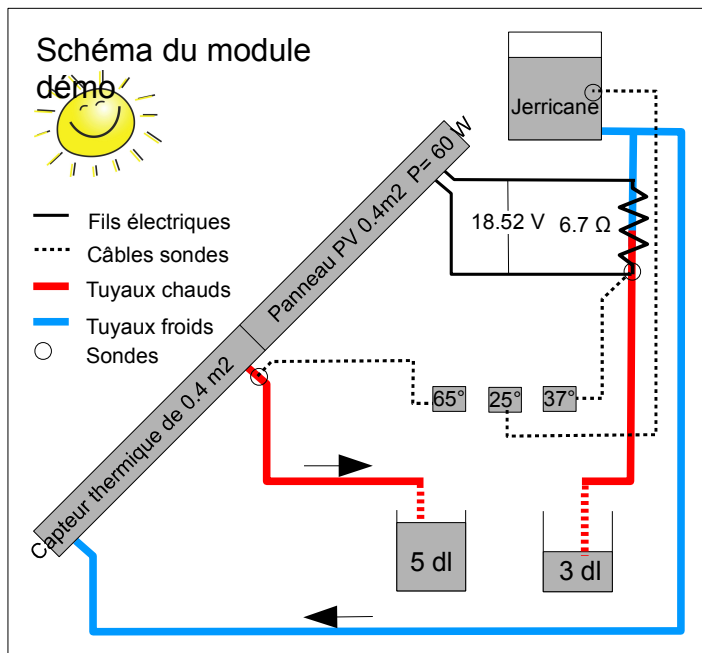 Schéma du module
démo
Jerricane
Panneau PV 0.4m2 P= 60 W
18.52 V
6.7 Ω
Fils électriques
Câbles sondes
Tuyaux chauds
Tuyaux froids
Sondes
Capteur thermique de 0.4 m2
65°
25°
37°
5 dl
3 dl